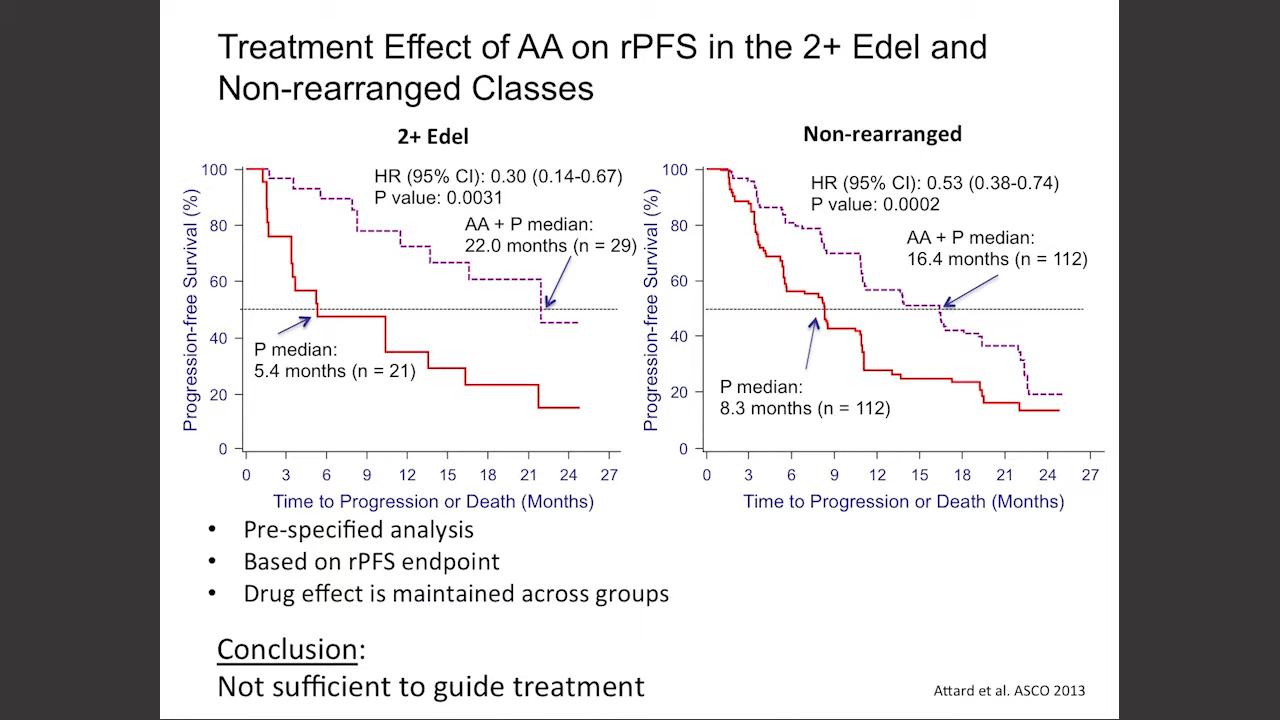 Treatment Effect of AA on rPFS in the 2+ Edel and
Non-rearranged Classes
2+ Edel
100
80
60
40
20
0
Progression-free Survival (%)
HR (95% CI): 0.30 (0.14-0.67)
P value: 0.0031
AA + P median:
22.0 months (n = 29)
P median:
5.4 months (n = 21)
0 3 6 9 12 15 18 21 24 27
Time to Progression or Death (Months)
Non-rearranged
100
80
60
40
20
0
Progression-free Survival (%)
HR (95% CI): 0.53 (0.38-0.74)
P value: 0.0002
AA + P median:
16.4 months (n = 112)
P median:
8.3 months (n = 112)
0 3 6 9 12 15 18 21 24 27
Time to Progression or Death (Months)
• Pre-specified analysis
• Based on rPFS endpoint
• Drug effect is maintained across groups
Conclusion:
Not sufficient to guide treatment
Attard et al. ASCO 2013